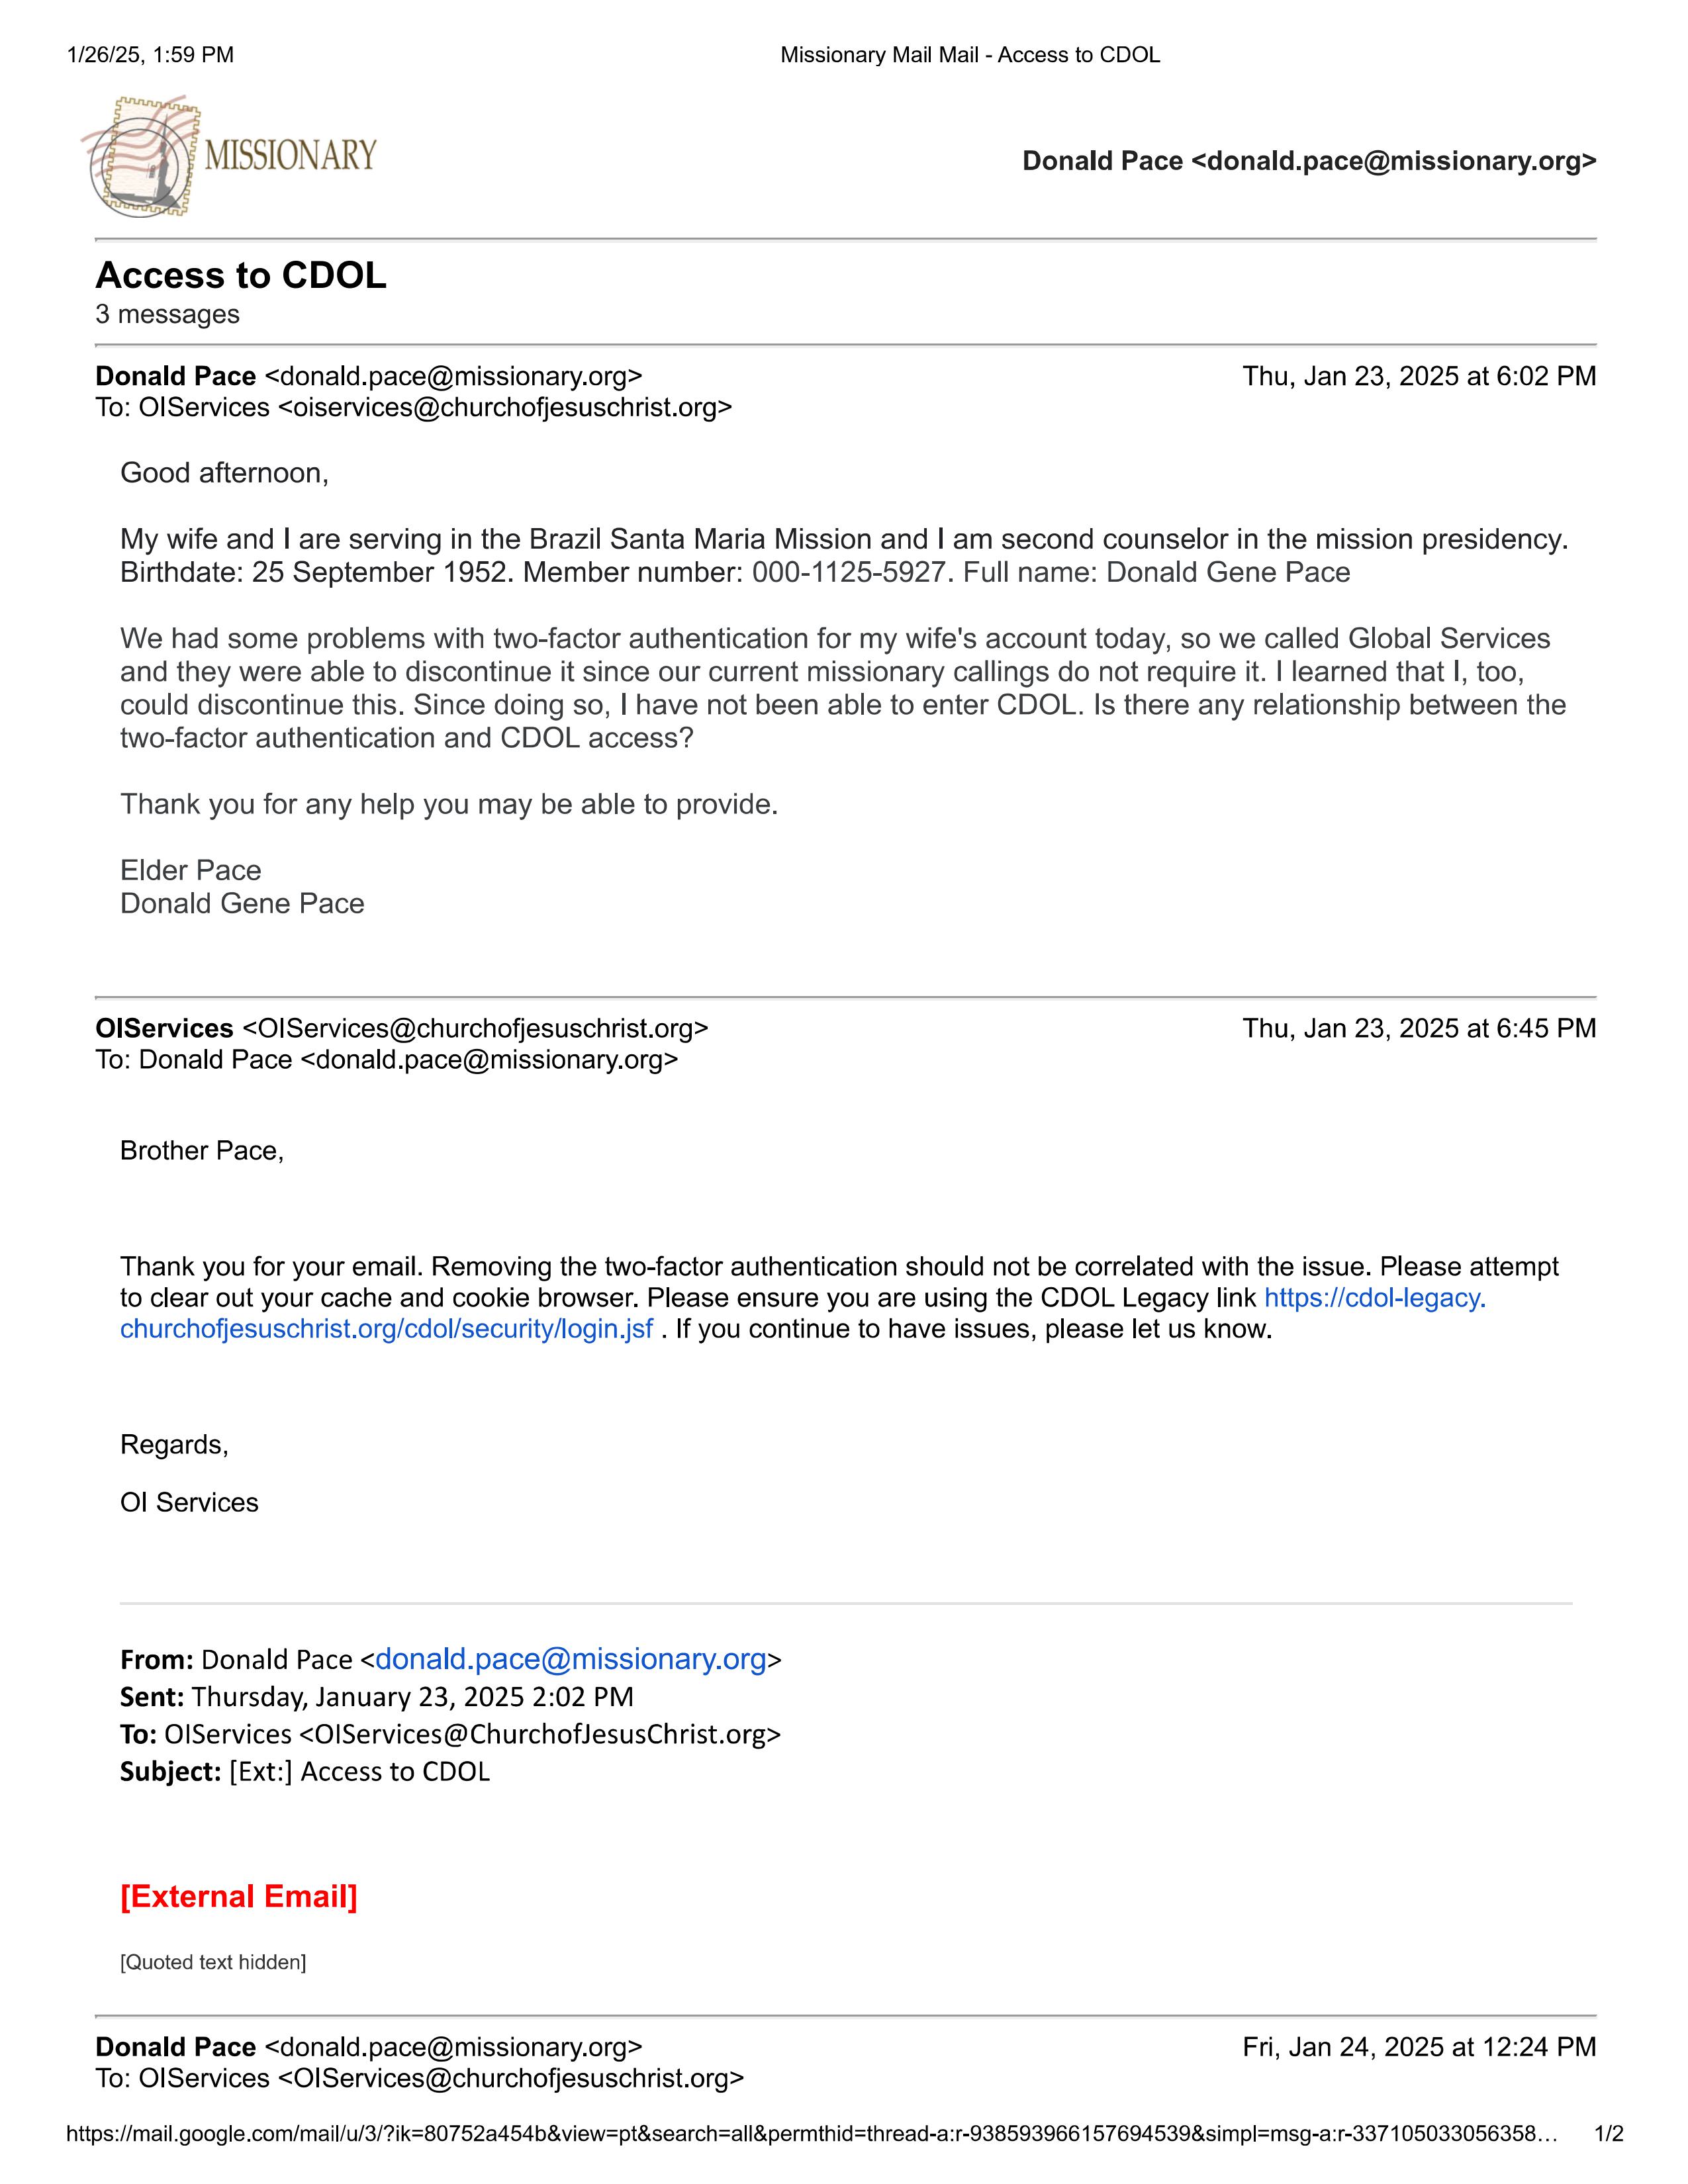 1/26/25, 1:59 PM
Missionary Mail Mail - Access to CDOL
MISSIONARY
Donald Pace <donald.pace@missionary.org>
Access to CDOL
3 messages
Donald Pace <donald.pace@missionary.org>
Thu, Jan 23, 2025 at 6:02 PM
To: OIServices <oiservices@churchofjesuschrist.org>
Good afternoon,
My wife and I are serving in the Brazil Santa Maria Mission and I am second counselor in the mission presidency.
Birthdate: 25 September 1952. Member number: 000-1125-5927. Full name: Donald Gene Pace
We had some problems with two-factor authentication for my wife's account today, so we called Global Services
and they were able to discontinue it since our current missionary callings do not require it. I learned that I, too,
could discontinue this. Since doing so, I have not been able to enter CDOL. Is there any relationship between the
two-factor authentication and CDOL access?
Thank you for any help you may be able to provide.
Elder Pace
Donald Gene Pace
OIServices <OIServices@churchofjesuschrist.org>
Thu, Jan 23, 2025 at 6:45 PM
To: Donald Pace <donald.pace@missionary.org>
Brother Pace,
Thank you for your email. Removing the two-factor authentication should not be correlated with the issue. Please attempt
to clear out your cache and cookie browser. Please ensure you are using the CDOL Legacy link https://cdol-legacy.
churchofjesuschrist.org/cdol/security/login.jsf . If you continue to have issues, please let us know.
Regards,
OI Services
From: Donald Pace <donald.pace@missionary.org>
Sent: Thursday, January 23, 2025 2:02 PM
To: OIServices <OIServices@ChurchofJesusChrist.org>
Subject: [Ext:] Access to CDOL
[External Email]
[Quoted text hidden]
Donald Pace <donald.pace@missionary.org>
Fri, Jan 24, 2025 at 12:24 PM
To: OIServices <OIServices@churchofjesuschrist.org>
https://mail.google.com/mail/u/3/?ik=80752a454b&view=pt&search=all&permthid=thread-a:r-938593966157694539&simpl=msg-a:r-337105033056358…
1/2